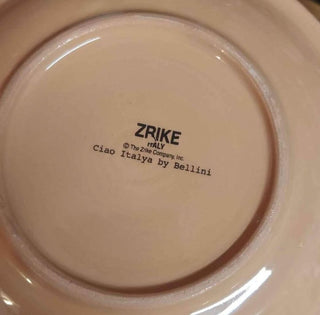 ZRIKE
ITALY
© The Zrike Company, Inc.
Ciao Italya by Bellini